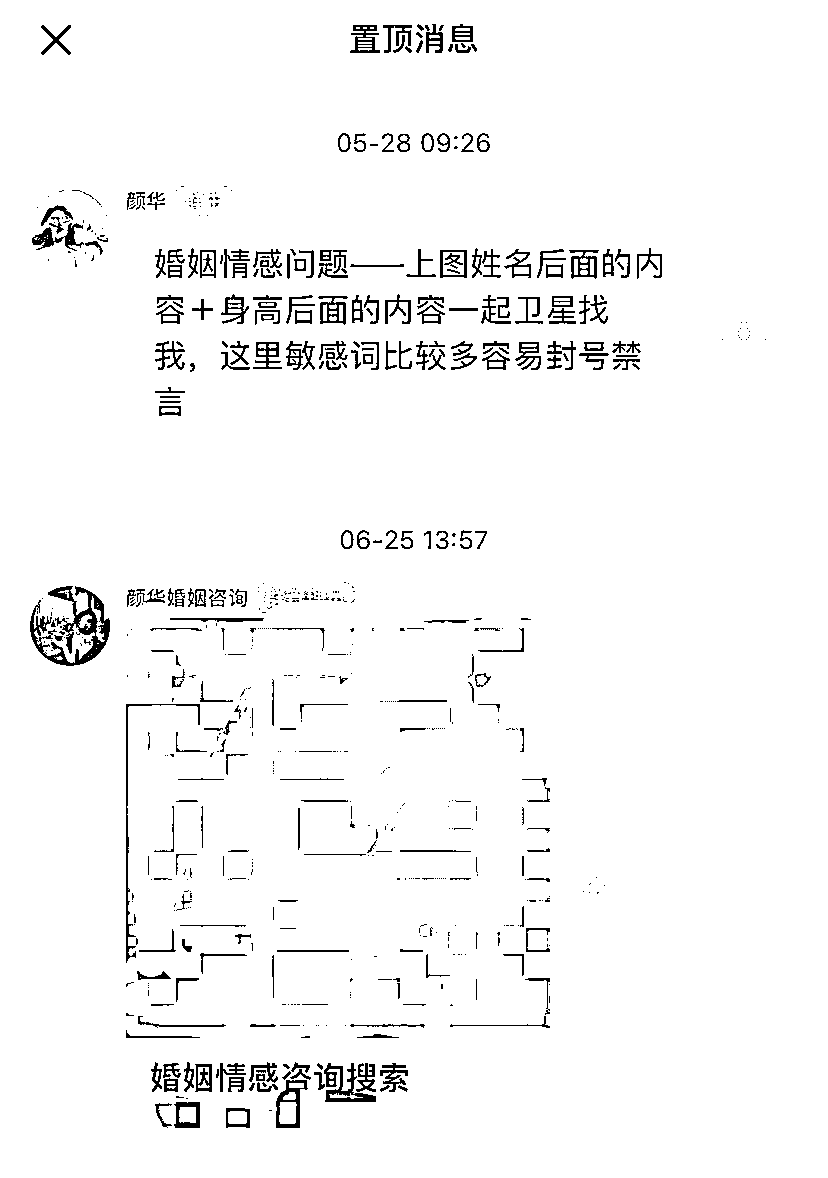 置顶消息
05-28 09:26
颜华
婚姻情感问题——上图姓名后面的内
容＋身高后面的内容一起卫星找
我，这里敏感词比较多容易封号禁
言
06-25 13:57
颜华婚姻咨询
婚姻情感咨询搜索